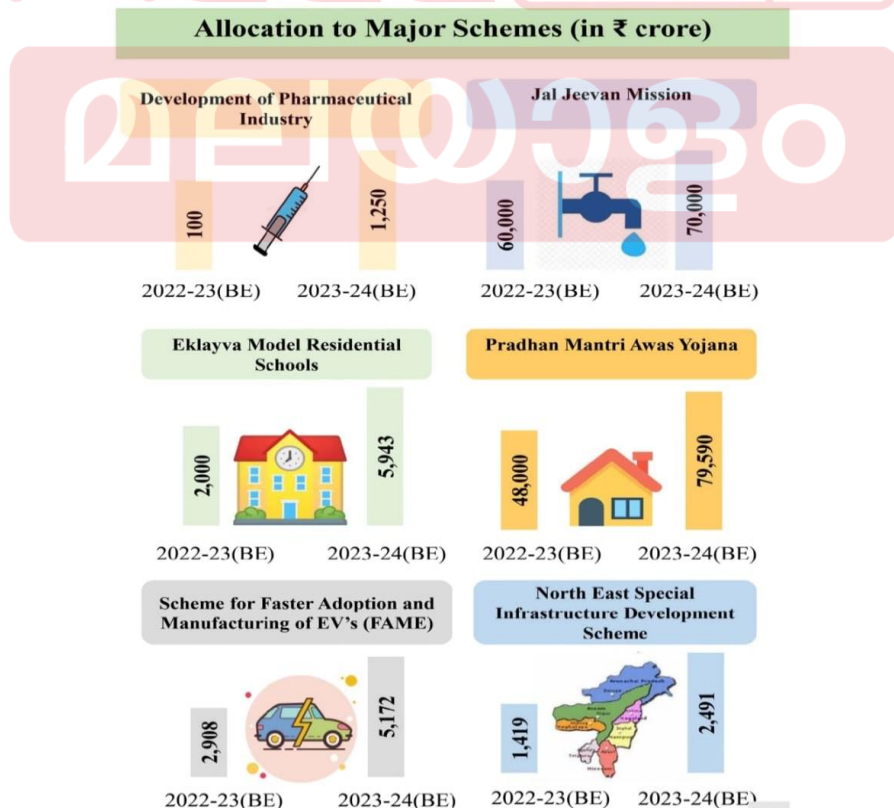 Allocation to Major Schemes (in ₹ crore)
മലയാളം
Development of Pharmaceutical
Industry
100
1,250
2022-23(BE)
2023-24(BE)
Jal Jeevan Mission
60,000
70,000
2022-23(BE)
2023-24(BE)
Eklayva Model Residential
Schools
2,000
5,943
2022-23(BE)
2023-24(BE)
Pradhan Mantri Awas Yojana
48,000
79,590
2022-23(BE)
2023-24(BE)
Scheme for Faster Adoption and
Manufacturing of EV's (FAME)
2,908
5,172
2022-23(BE)
2023-24(BE)
North East Special
Infrastructure Development
Scheme
1,419
2,491
2022-23(BE)
2023-24(BE)